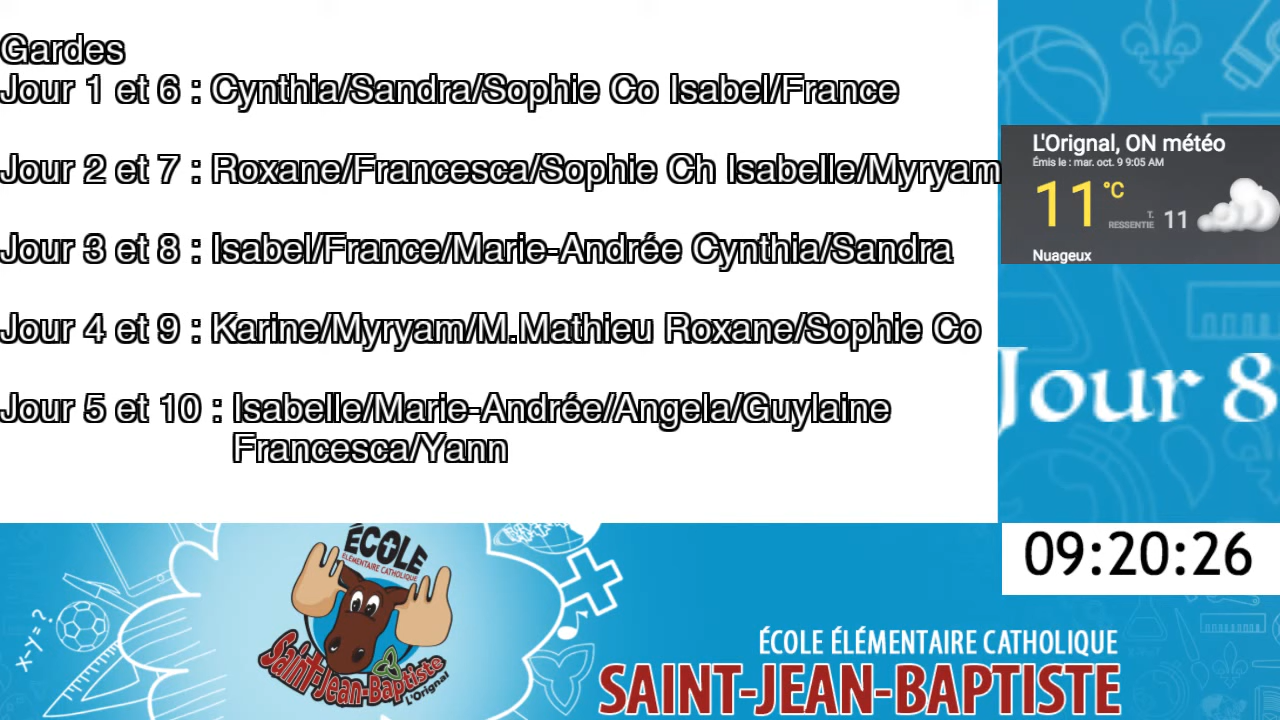 Gardes
Jour 1 et 6 : Cynthia/Sandra/Sophie Co Isabel/France
Jour 2 et 7 : Roxane/Francesca/Sophie Ch Isabelle/Myryam
Jour 3 et 8 : Isabel/France/Marie-Andrée Cynthia/Sandra
Jour 4 et 9 : Karine/Myryam/M.Mathieu Roxane/Sophie Co
Jour 5 et 10 : Isabelle/Marie-Andrée/Angela/Guylaine
Francesca/Yann
L'Orignal, ON météo
Émis le : mar. oct. 9 9:05 AM
11 °C
T. RESSENTIE 11
Nuageux
Jour 8
09:20:26
ÉCOLE
ÉLÉMENTAIRE CATHOLIQUE
Saint-Jean-Baptiste
L'Orignal
x-y=?
ÉCOLE ÉLÉMENTAIRE CATHOLIQUE
SAINT-JEAN-BAPTISTE